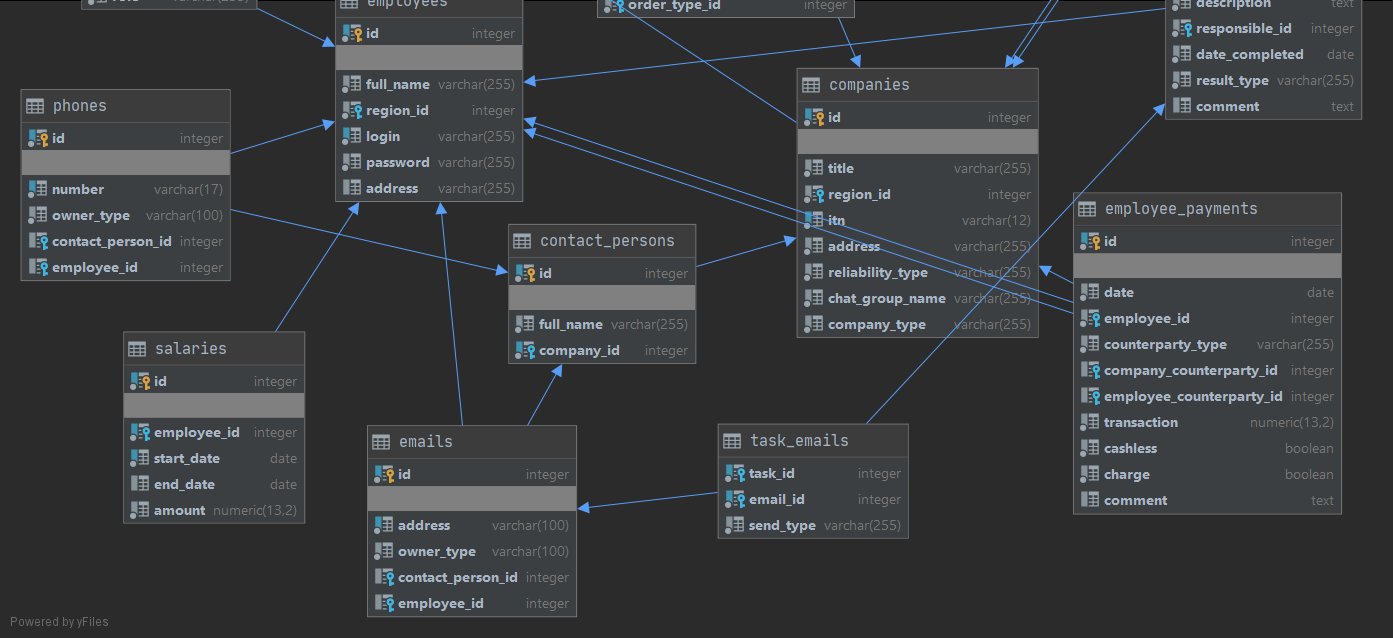 varchar(255)
employees
id integer
full_name varchar(255)
region_id integer
login varchar(255)
password varchar(255)
address varchar(255)
order_type_id integer
description text
responsible_id integer
date_completed date
result_type varchar(255)
comment text
phones
id integer
number varchar(17)
owner_type varchar(100)
contact_person_id integer
employee_id integer
companies
id integer
title varchar(255)
region_id integer
itn varchar(12)
address varchar(255)
reliability_type varchar(255)
chat_group_name varchar(255)
company_type varchar(255)
employee_payments
id integer
date date
employee_id integer
counterparty_type varchar(255)
company_counterparty_id integer
employee_counterparty_id integer
transaction numeric(13,2)
cashless boolean
charge boolean
comment text
contact_persons
id integer
full_name varchar(255)
company_id integer
salaries
id integer
employee_id integer
start_date date
end_date date
amount numeric(13,2)
emails
id integer
address varchar(100)
owner_type varchar(100)
contact_person_id integer
employee_id integer
task_emails
task_id integer
email_id integer
send_type varchar(255)
Powered by yFiles